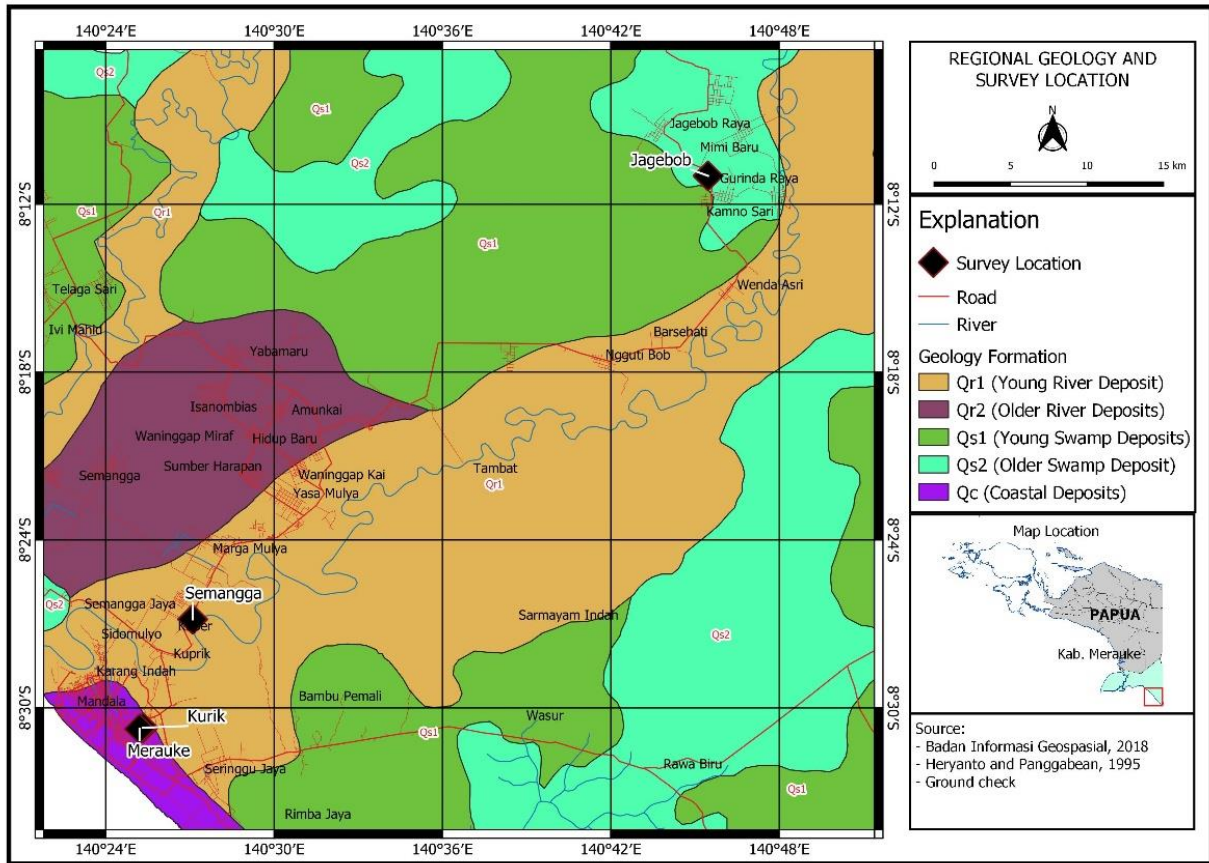 140°24'E 140°30'E 140°36'E 140°42'E 140°48'E
Qs2
Qs1
Jagebob Raya
Mimi Baru
Qs2
Jagebob
Gurinda Raya
8°12'S
8°12'S
Qs1
Qr1
Kamno Sari
Qs1
Telaga Sari
Wenda Asri
Ivi Mahid
Barsehati
Yabamaru
Ngguti Bob
8°18'S
8°18'S
Isanombias
Amunkai
Waninggap Miraf
Hidup Baru
Sumber Harapan
Semangga
Waninggap Kai
Tambat
Yasa Mulya
Qr1
8°24'S
8°24'S
Marga Mulya
Semangga
Qs2
Semangga Jaya
Sarmayam Indah
Sidomulyo
Qs2
Kuprik
Karang Indah
Mandala
Bambu Pemali
8°30'S
8°30'S
Kurik
Wasur
Qs1
Merauke
Seringgu Jaya
Rawa Biru
Qs1
Rimba Jaya
140°24'E 140°30'E 140°36'E 140°42'E 140°48'E
REGIONAL GEOLOGY AND
SURVEY LOCATION
N
0 5 10 15 km
Explanation
Survey Location
Road
River
Geology Formation
Qr1 (Young River Deposit)
Qr2 (Older River Deposits)
Qs1 (Young Swamp Deposits)
Qs2 (Older Swamp Deposit)
Qc (Coastal Deposits)
Map Location
PAPUA
Kab. Merauke
Source:
- Badan Informasi Geospasial, 2018
- Heryanto and Panggabean, 1995
- Ground check